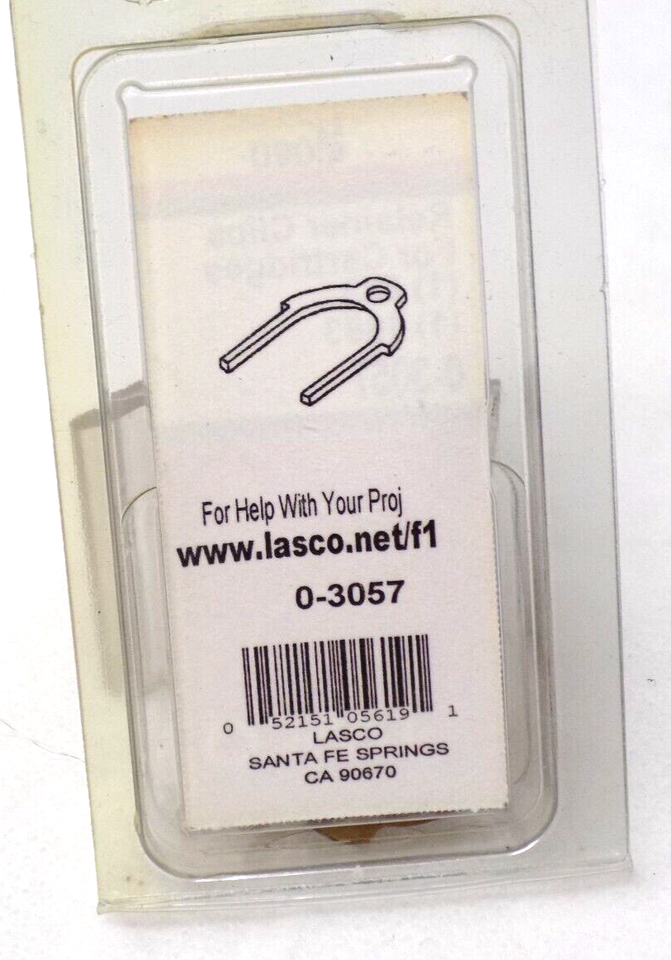 For Help With Your Proj
www.lasco.net/f1
0-3057
0 52151 05619 1
LASCO
SANTA FE SPRINGS
CA 90670